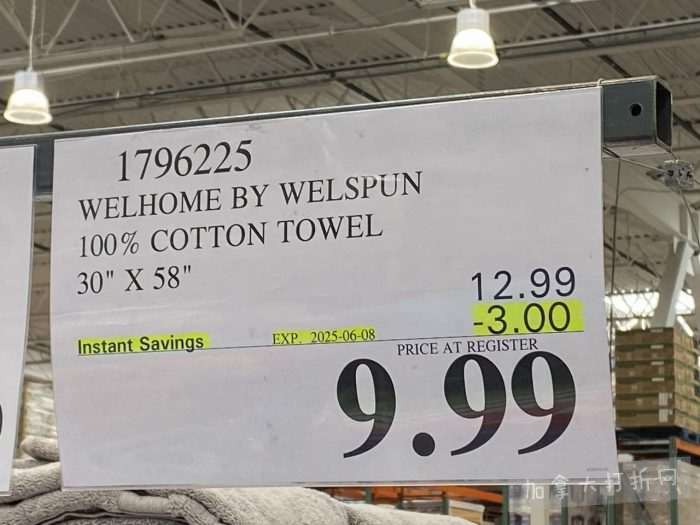 1796225
WELHOME BY WELSPUN
100% COTTON TOWEL
30" X 58"
12.99
-3.00
Instant Savings EXP. 2025-06-08
PRICE AT REGISTER
9.99
加拿大打折网